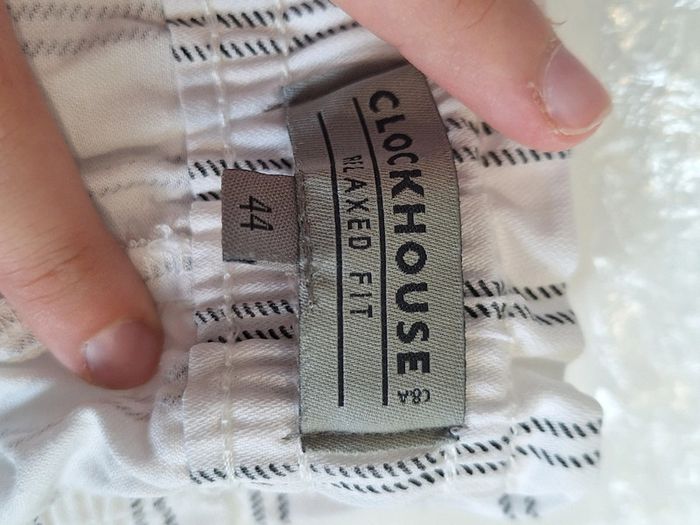 CLOCKHOUSE
C&A
RELAXED FIT
44